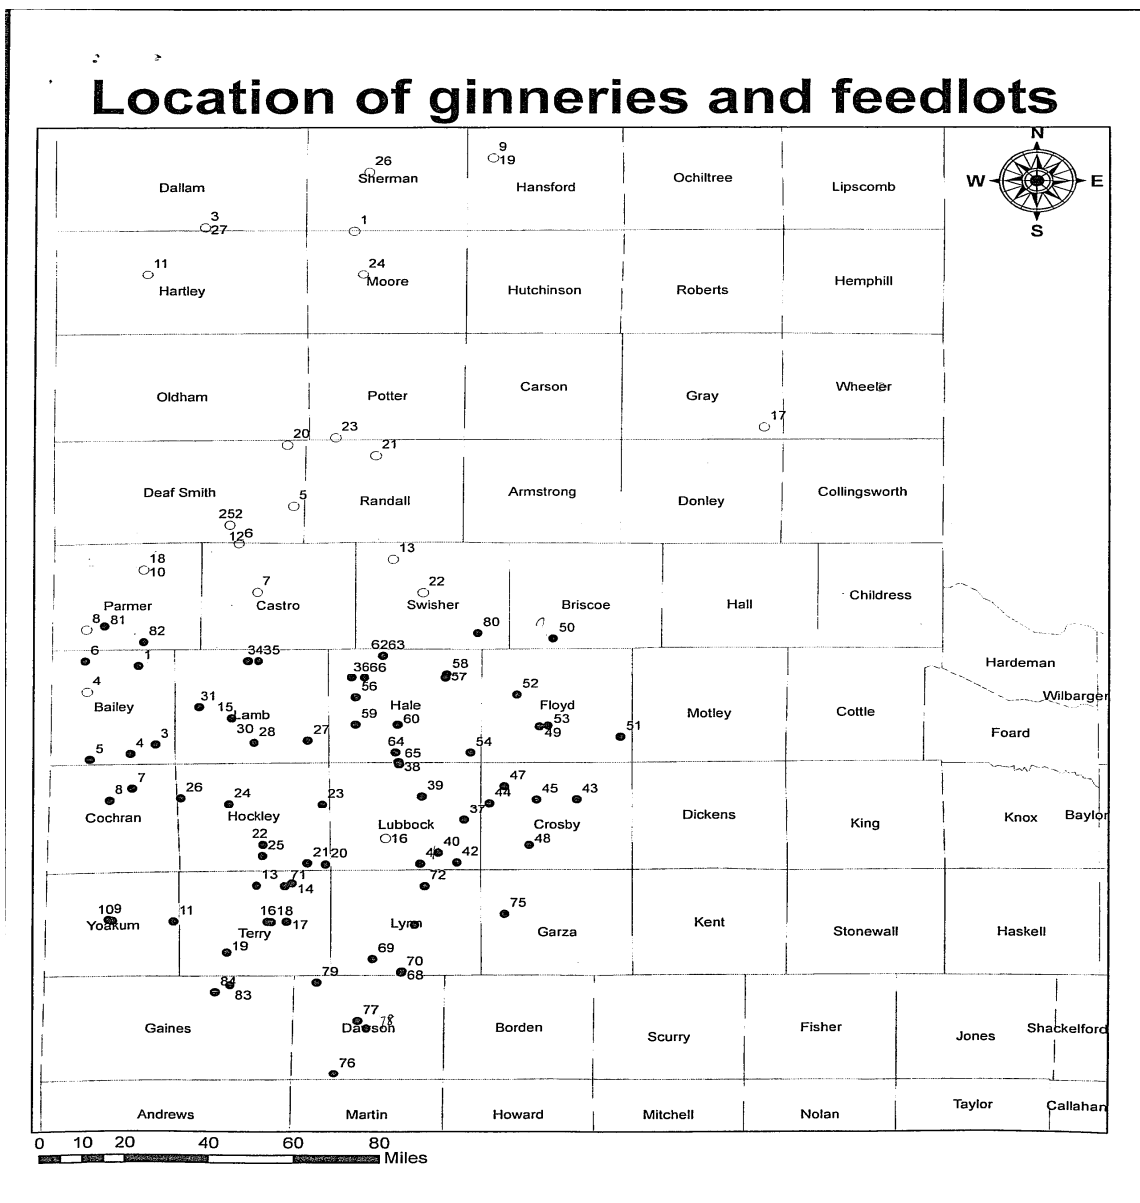 Location of ginneries and feedlots
N
9
26
19
Sherman
Ochiltree
W E
Dallam
Hansford
Lipscomb
3
27
1
S
11
24
Moore
Hartley
Hutchinson
Roberts
Hemphill
Oldham
Potter
Carson
Gray
Wheeler
17
20
23
21
Deaf Smith
5
Randall
Armstrong
Donley
Collingsworth
252
126
18
10
13
7
22
Parmer
Castro
Swisher
Briscoe
Hall
Childress
8 81
82
80
50
6
1
3435
6263
Hardeman
4
3666
58
57
56
52
Wilbarger
Bailey
31
15
Lamb
Hale
Floyd
Motley
Cottle
Foard
30
28
27
59
60
53
49
51
5
4
3
64
65
38
54
7
8
26
24
23
39
47
44
45
43
Cochran
Hockley
Lubbock
37
Crosby
Dickens
King
Knox
Baylor
22
25
16
40
48
21 20
4
42
13
71
14
72
109
Yoakum
11
1618
17
Terry
Lynn
75
Garza
Kent
Stonewall
Haskell
19
69
70
68
84
83
79
Gaines
77
78
Dawson
Borden
Scurry
Fisher
Jones
Shackelford
76
Andrews
Martin
Howard
Mitchell
Nolan
Taylor
Callahan
0 10 20 40 60 80
Miles